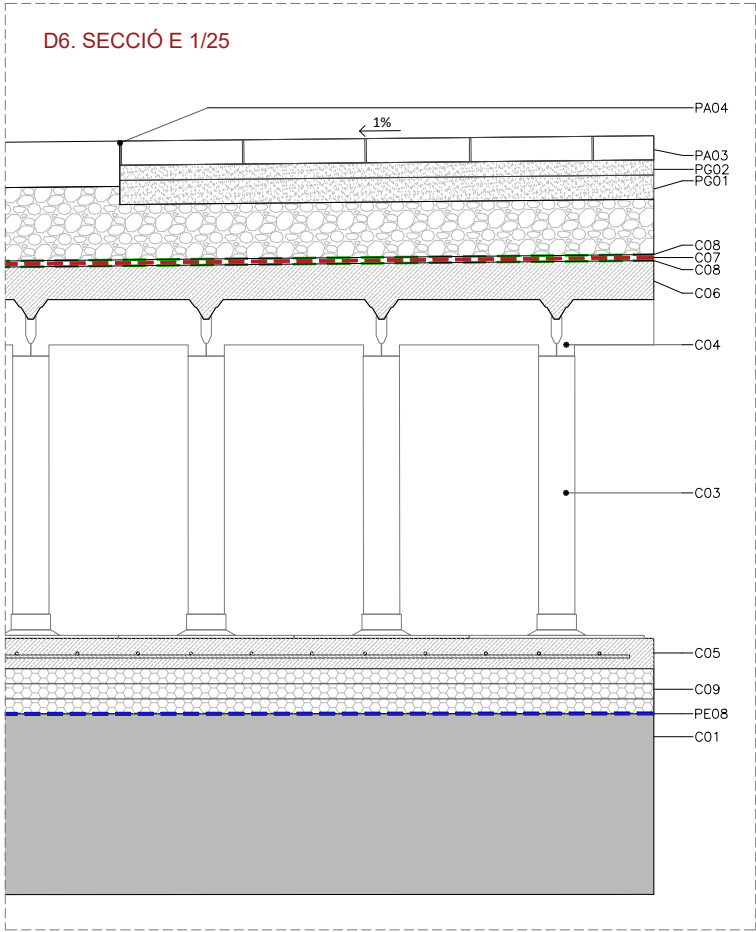 D6. SECCIÓ E 1/25
PA04
1%
PA03
PG02
PG01
C08
C07
C08
C06
C04
C03
C05
C09
PE08
C01